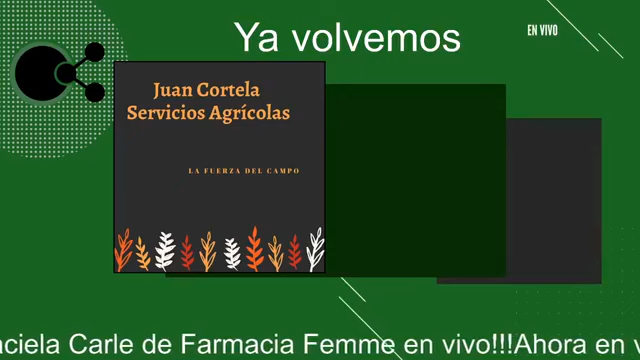 Ya volvemos
EN VIVO
Juan Cortela
Servicios Agrícolas
LA FUERZA DEL CAMPO
Carle de Farmacia Femme en vivo!!!Ahora en